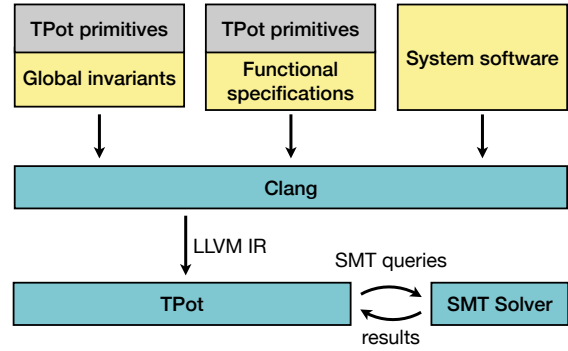 TPot primitives
Global invariants
TPot primitives
Functional
specifications
System software
Clang
LLVM IR
SMT queries
TPot
SMT Solver
results